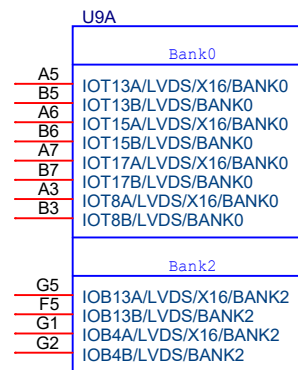 U9A
Bank0
A5 IOT13A/LVDS/X16/BANK0
B5 IOT13B/LVDS/BANK0
A6 IOT15A/LVDS/X16/BANK0
B6 IOT15B/LVDS/BANK0
A7 IOT17A/LVDS/X16/BANK0
B7 IOT17B/LVDS/BANK0
A3 IOT8A/LVDS/X16/BANK0
B3 IOT8B/LVDS/BANK0
Bank2
G5 IOB13A/LVDS/X16/BANK2
F5 IOB13B/LVDS/BANK2
G1 IOB4A/LVDS/X16/BANK2
G2 IOB4B/LVDS/BANK2